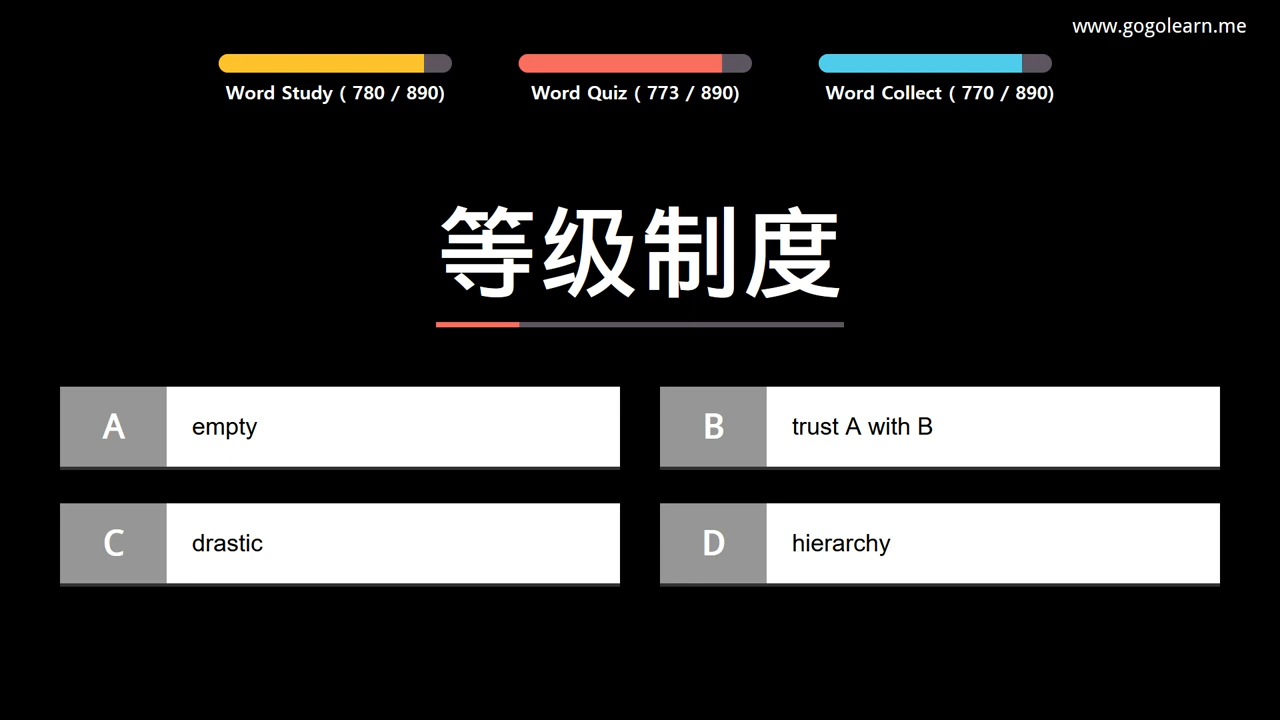 www.gogolearn.me
Word Study ( 780 / 890)
Word Quiz ( 773 / 890)
Word Collect ( 770 / 890)
等级制度
A
empty
B
trust A with B
C
drastic
D
hierarchy